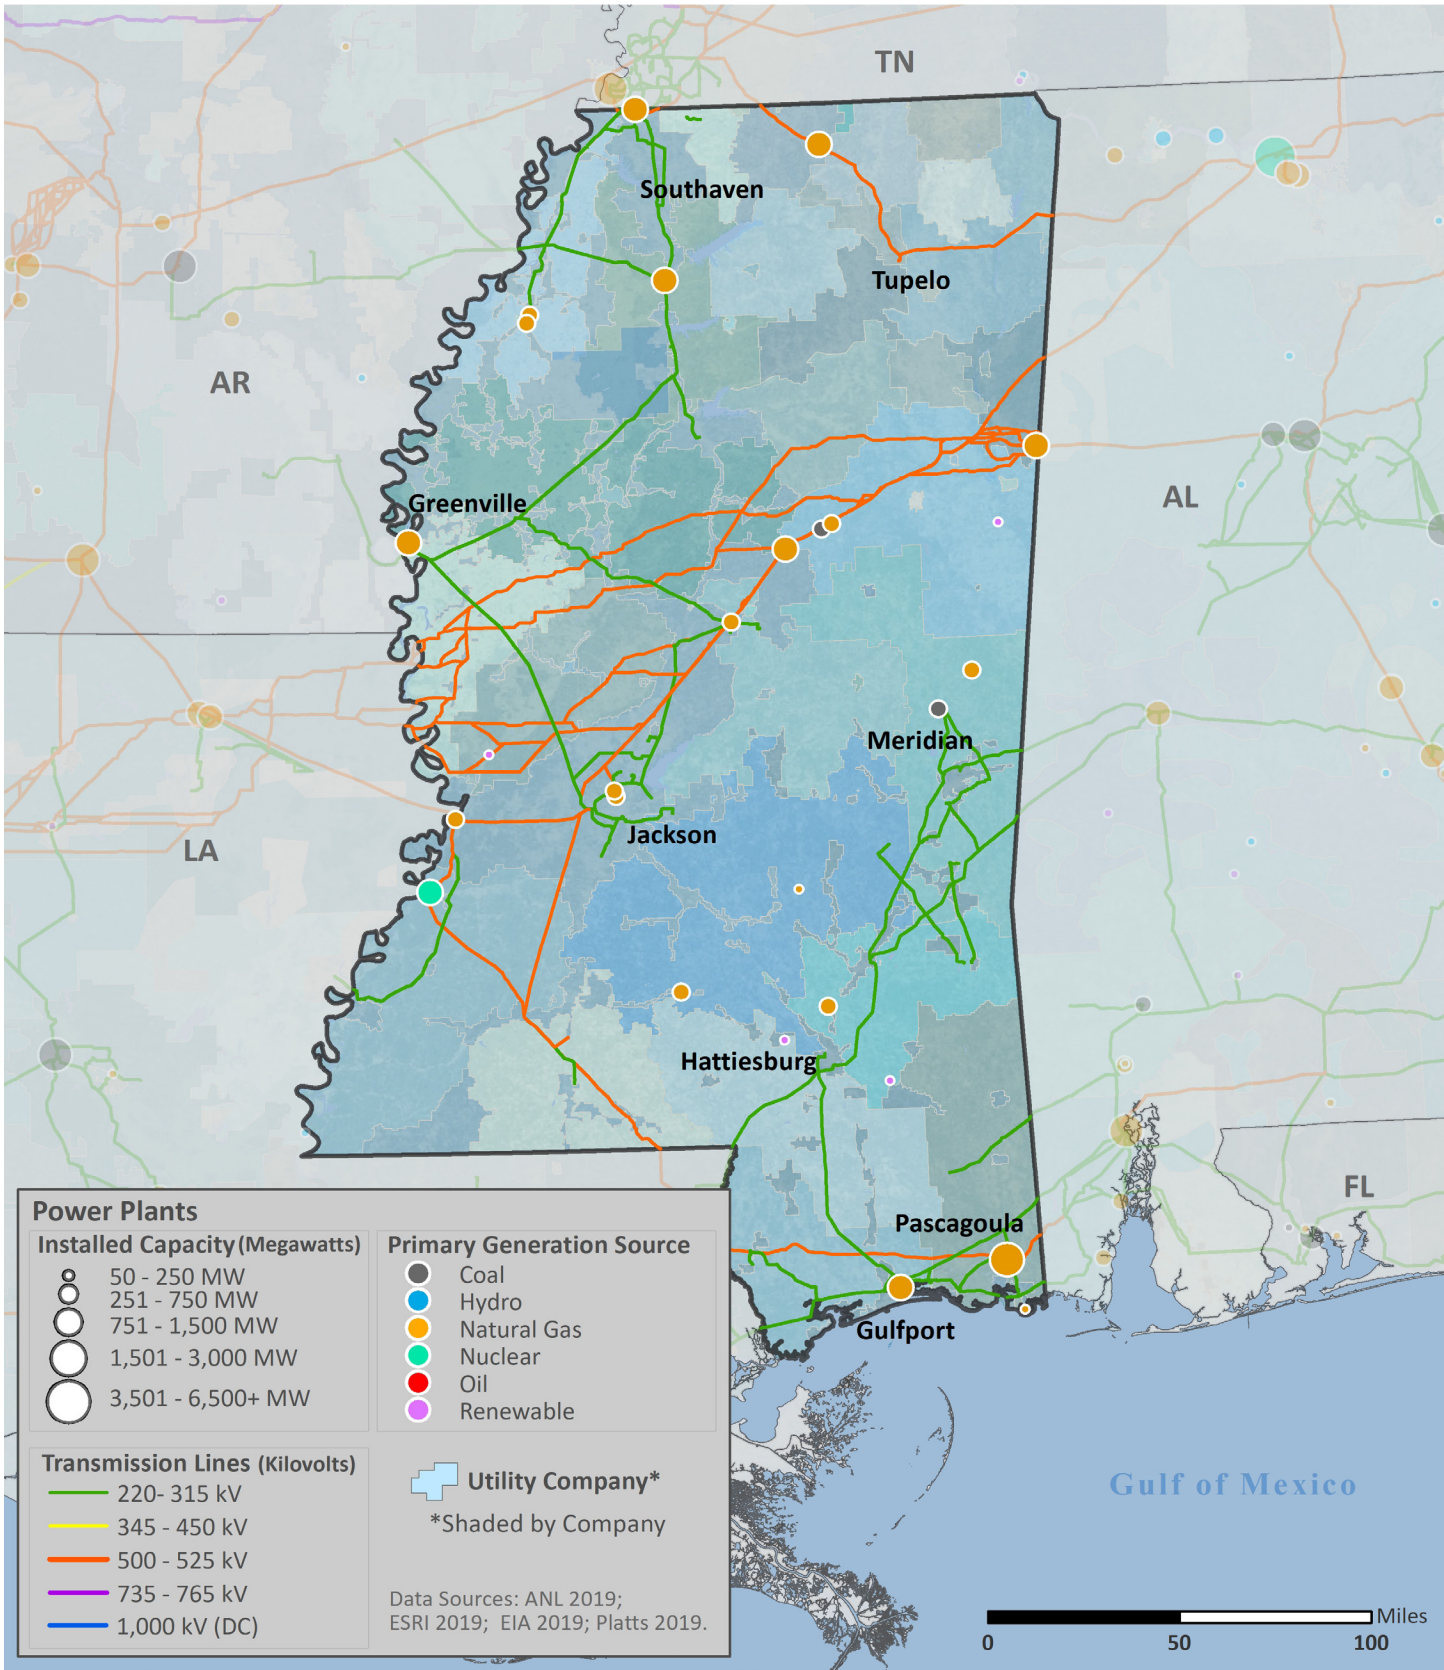 TN
Southaven
Tupelo
AR
Greenville
AL
Meridian
Jackson
LA
Hattiesburg
FL
Pascagoula
Gulfport
Gulf of Mexico
Power Plants
Installed Capacity (Megawatts)
50 - 250 MW
251 - 750 MW
751 - 1,500 MW
1,501 - 3,000 MW
3,501 - 6,500+ MW
Primary Generation Source
Coal
Hydro
Natural Gas
Nuclear
Oil
Renewable
Transmission Lines (Kilovolts)
220- 315 kV
345 - 450 kV
500 - 525 kV
735 - 765 kV
1,000 kV (DC)
Utility Company*
*Shaded by Company
Data Sources: ANL 2019;
ESRI 2019; EIA 2019; Platts 2019.
Miles
0 50 100